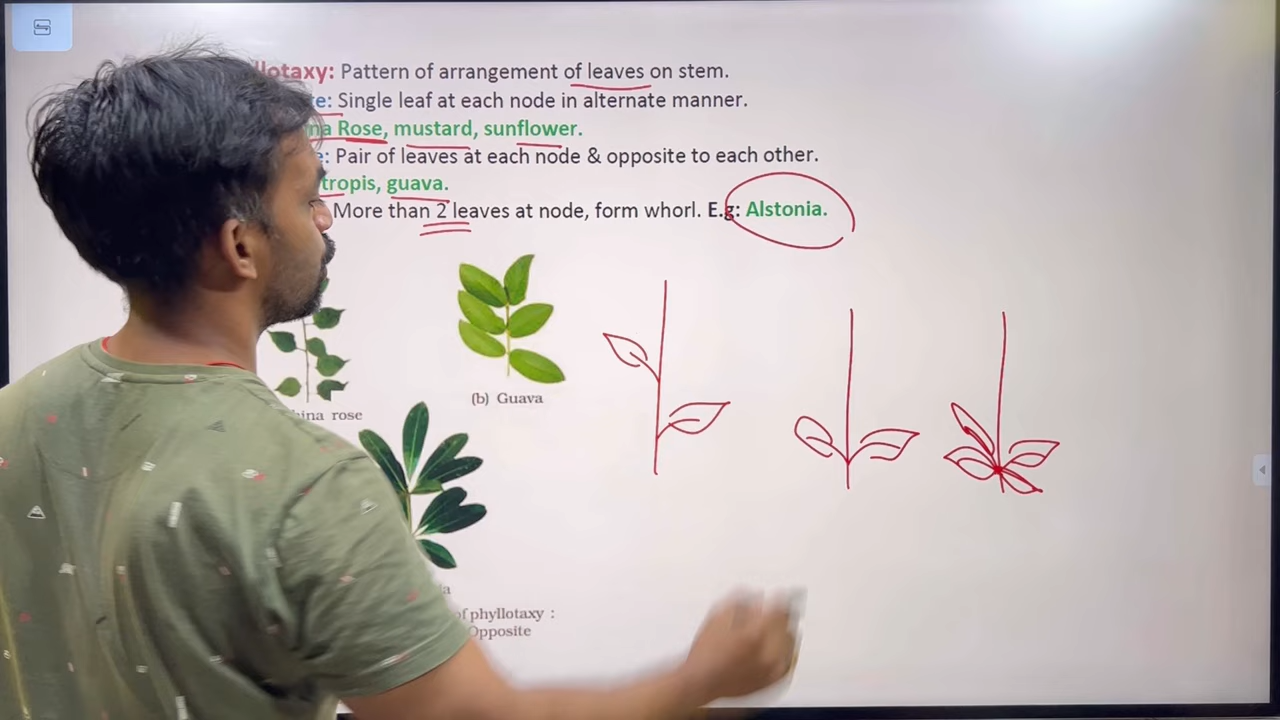 llotaxy: Pattern of arrangement of leaves on stem.
e: Single leaf at each node in alternate manner.
na Rose, mustard, sunflower.
: Pair of leaves at each node & opposite to each other.
tropis, guava.
More than 2 leaves at node, form whorl. E.g: Alstonia.
(b) Guava
hina rose
a
of phyllotaxy :
Opposite